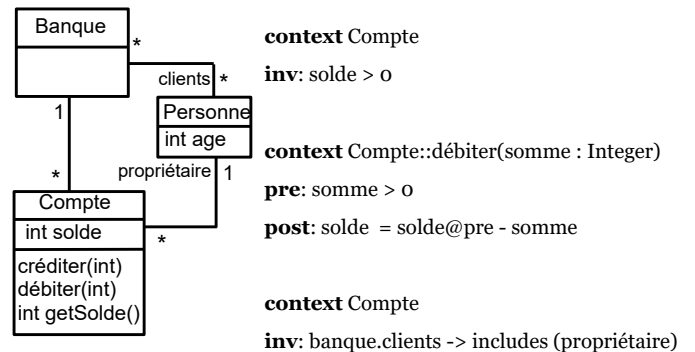 Banque
*
clients *
1
Personne
int age
propriétaire 1
*
Compte
int solde
*
créditer(int)
débiter(int)
int getSolde()
context Compte
inv: solde > 0
context Compte::débiter(somme : Integer)
pre: somme > 0
post: solde = solde@pre - somme
context Compte
inv: banque.clients -> includes (propriétaire)